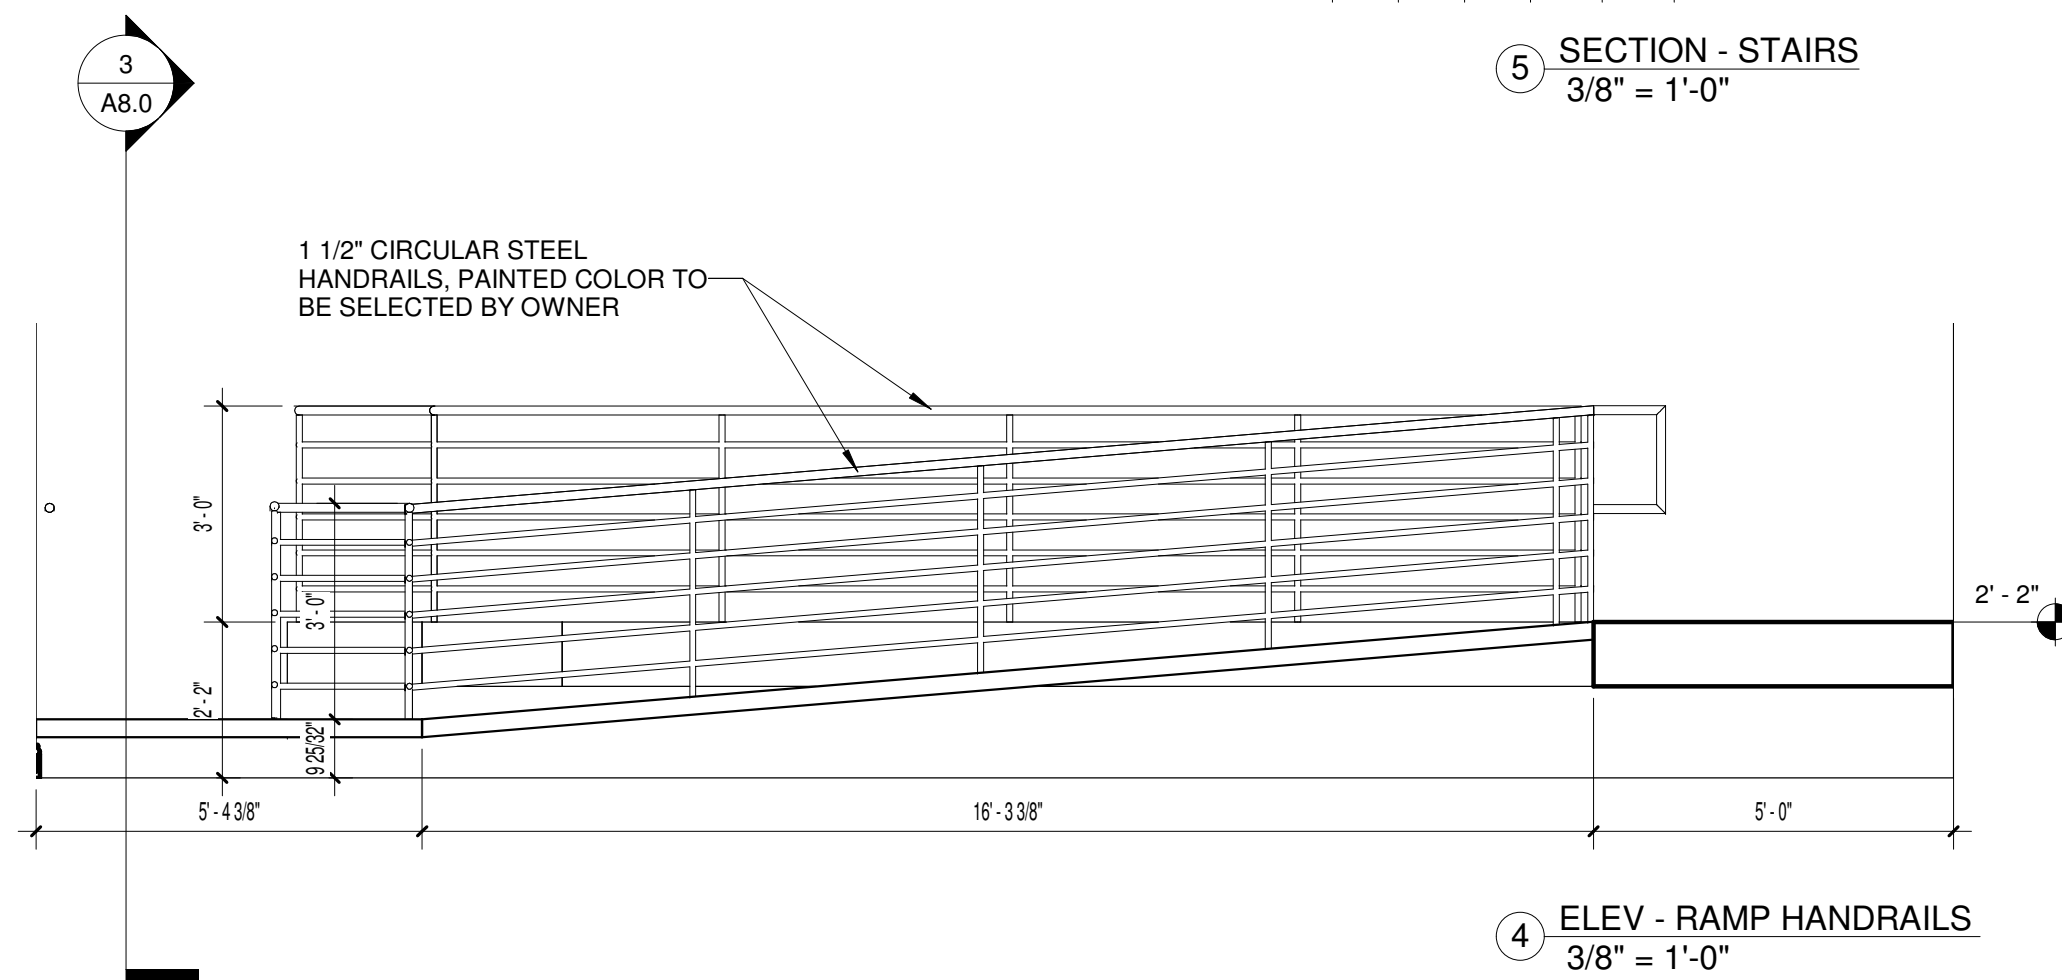 3
A8.0
5 SECTION - STAIRS
3/8" = 1'-0"
1 1/2" CIRCULAR STEEL
HANDRAILS, PAINTED COLOR TO
BE SELECTED BY OWNER
3' - 0"
3' - 0"
2' - 2"
2' - 2"
9 25/32"
5' - 4 3/8"
16' - 3 3/8"
5' - 0"
4 ELEV - RAMP HANDRAILS
3/8" = 1'-0"